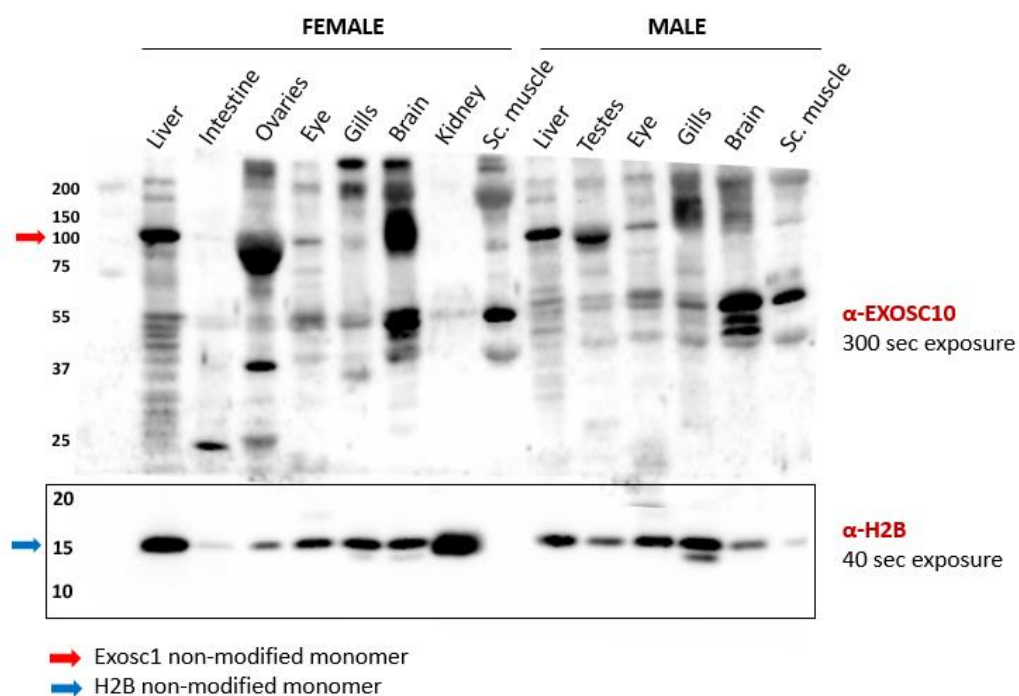 FEMALE
MALE
Liver
Intestine
Ovaries
Eye
Gills
Brain
Kidney
Sc. muscle
Liver
Testes
Eye
Gills
Brain
Sc. muscle
200
150
100
75
55
37
25
α-EXOSC10
300 sec exposure
20
15
10
α-H2B
40 sec exposure
Exosc1 non-modified monomer
H2B non-modified monomer